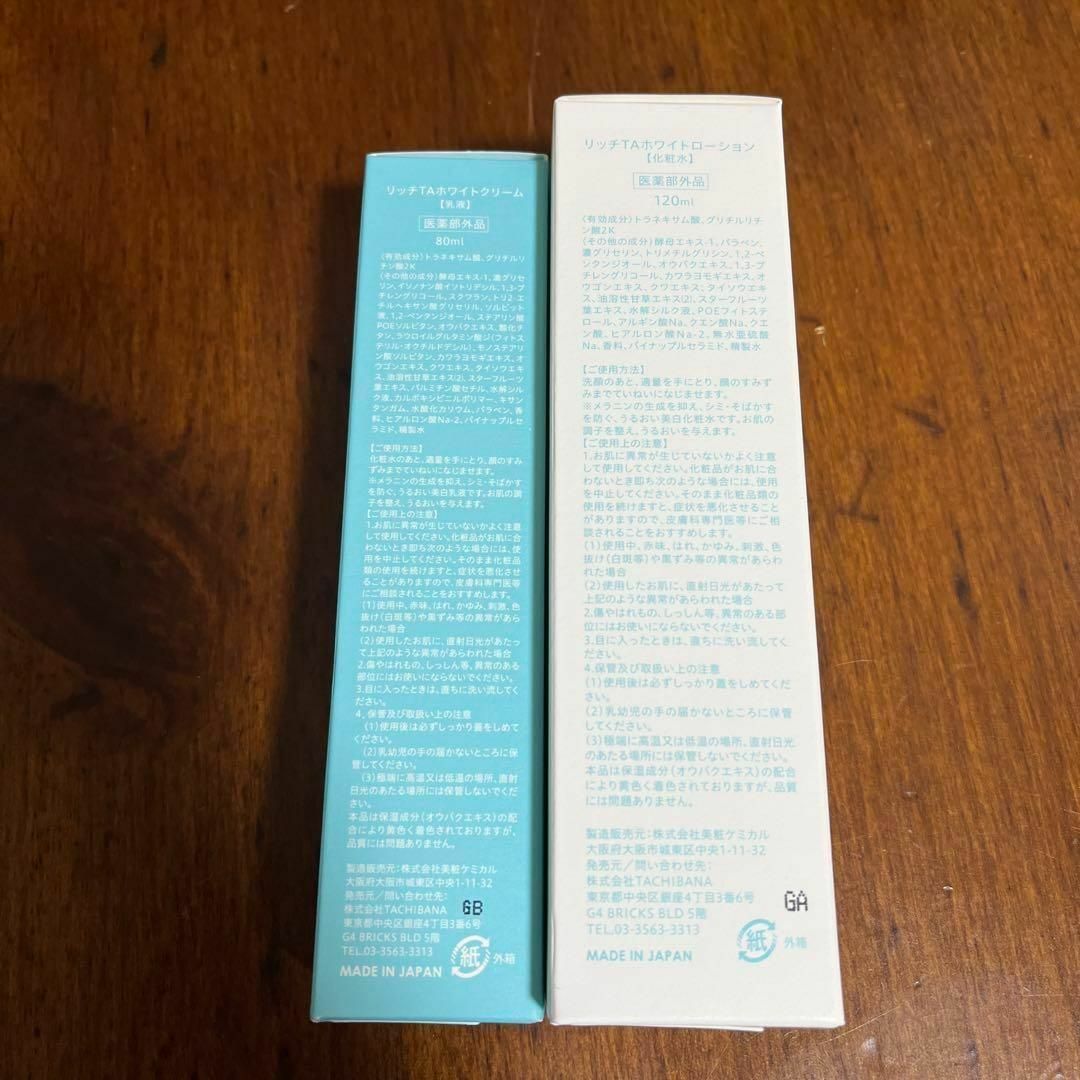 リッチTAホワイトクリーム
【乳液】
医薬部外品
80ml
〈有効成分〉トラネキサム酸、グリチルリ
チン酸2K
〈その他の成分〉酵母エキス-1、濃グリセ
リン、イソノナン酸イソトリデシル、1,3-ブ
チレングリコール、スクワラン、トリ2-エ
チルヘキサン酸グリセリル、ソルビット
液、1,2-ペンタンジオール、ステアリン酸
POEソルビタン、オウバクエキス、酸化チ
タン、ラウロイルグルタミン酸ジ(フィトス
テリル・オクチルドデシル)、モノステアリ
ン酸ソルビタン、カワラヨモギエキス、オ
ウゴンエキス、クワエキス、タイソウエキ
ス、油溶性甘草エキス(2)、スターフルーツ
葉エキス、パルミチン酸セチル、水解シル
ク液、カルボキシビニルポリマー、キサン
タンガム、水酸化カリウム、パラベン、香
料、ヒアルロン酸Na-2、パイナップルセ
ラミド、精製水
【ご使用方法】
化粧水のあと、適量を手にとり、顔のすみ
ずみまでていねいになじませます。
※メラニンの生成を抑え、シミ・そばかす
を防ぐ、うるおい美白乳液です。お肌の調
子を整え、うるおいを与えます。
【ご使用上の注意】
1.お肌に異常が生じていないかよく注意
して使用してください。化粧品がお肌に合
わないとき即ち次のような場合には、使
用を中止してください。そのまま化粧品
類の使用を続けますと、症状を悪化させ
ることがありますので、皮膚科専門医等
にご相談されることをおすすめします。
(1)使用中、赤味、はれ、かゆみ、刺激、色
抜け(白斑等)や黒ずみ等の異常があら
われた場合
(2)使用したお肌に、直射日光があたっ
て上記のような異常があらわれた場合
2.傷やはれもの、しっしん等、異常のある
部位にはお使いにならないでください。
3.目に入ったときは、直ちに洗い流してく
ださい。
4.保管及び取扱い上の注意
(1)使用後は必ずしっかり蓋をしめて
ください。
(2)乳幼児の手の届かないところに保
管してください。
(3)極端に高温又は低温の場所、直射
日光のあたる場所には保管しないでください。
本品は保湿成分(オウバクエキス)の配
合により黄色く着色されておりますが、
品質には問題ありません。
製造販売元:株式会社美粧ケミカル
大阪府大阪市城東区中央1-11-32
発売元/問い合わせ先:
株式会社TACHIBANA
東京都中央区銀座4丁目3番6号
G4 BRICKS BLD 5階
TEL.03-3563-3313
MADE IN JAPAN
GB
紙
外箱
リッチTAホワイトローション
【化粧水】
医薬部外品
120ml
〈有効成分〉トラネキサム酸、グリチルリチ
ン酸2K
〈その他の成分〉酵母エキス-1、パラベン、
濃グリセリン、トリメチルグリシン、1,2-ペ
ンタンジオール、オウバクエキス、1,3-ブ
チレングリコール、カワラヨモギエキス、オ
ウゴンエキス、クワエキス、タイソウエキ
ス、油溶性甘草エキス(2)、スターフルーツ
葉エキス、水解シルク液、POEフィトステ
ロール、アルギン酸Na、クエン酸Na、クエ
ン酸、ヒアルロン酸Na-2、無水亜硫酸
Na、香料、パイナップルセラミド、精製水
【ご使用方法】
洗顔のあと、適量を手にとり、顔のすみず
みまでていねいになじませます。
※メラニンの生成を抑え、シミ・そばかす
を防ぐ、うるおい美白化粧水です。お肌の
調子を整え、うるおいを与えます。
【ご使用上の注意】
1.お肌に異常が生じていないかよく注意
して使用してください。化粧品がお肌に合
わないとき即ち次のような場合には、使用
を中止してください。そのまま化粧品類の
使用を続けますと、症状を悪化させること
がありますので、皮膚科専門医等にご相
談されることをおすすめします。
(1)使用中、赤味、はれ、かゆみ、刺激、色
抜け(白斑等)や黒ずみ等の異常があらわ
れた場合
(2)使用したお肌に、直射日光があたって
上記のような異常があらわれた場合
2.傷やはれもの、しっしん等、異常のある部
位にはお使いにならないでください。
3.目に入ったときは、直ちに洗い流してく
ださい。
4.保管及び取扱い上の注意
(1)使用後は必ずしっかり蓋をしめてくだ
さい。
(2)乳幼児の手の届かないところに保管
してください。
(3)極端に高温又は低温の場所、直射日光
のあたる場所には保管しないでください。
本品は保湿成分(オウバクエキス)の配合
により黄色く着色されておりますが、品質
には問題ありません。
製造販売元:株式会社美粧ケミカル
大阪府大阪市城東区中央1-11-32
発売元/問い合わせ先:
株式会社TACHIBANA
東京都中央区銀座4丁目3番6号
G4 BRICKS BLD 5階
TEL.03-3563-3313
MADE IN JAPAN
GA
紙
外箱